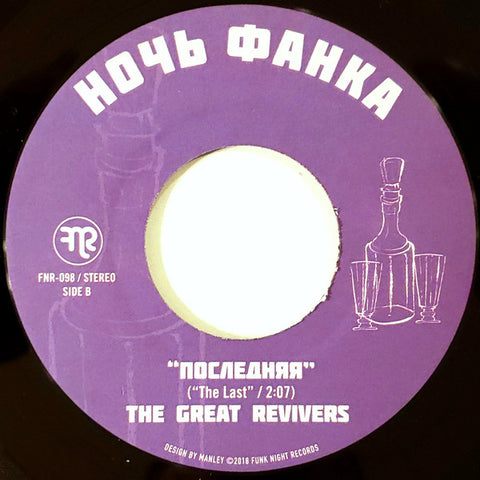 НОЧЬ ФАНКА
FNR
FNR-098 / STEREO
SIDE B
"ПОСЛЕДНЯЯ"
("The Last" / 2:07)
THE GREAT REVIVERS
DESIGN BY MANLEY ©2018 FUNK NIGHT RECORDS